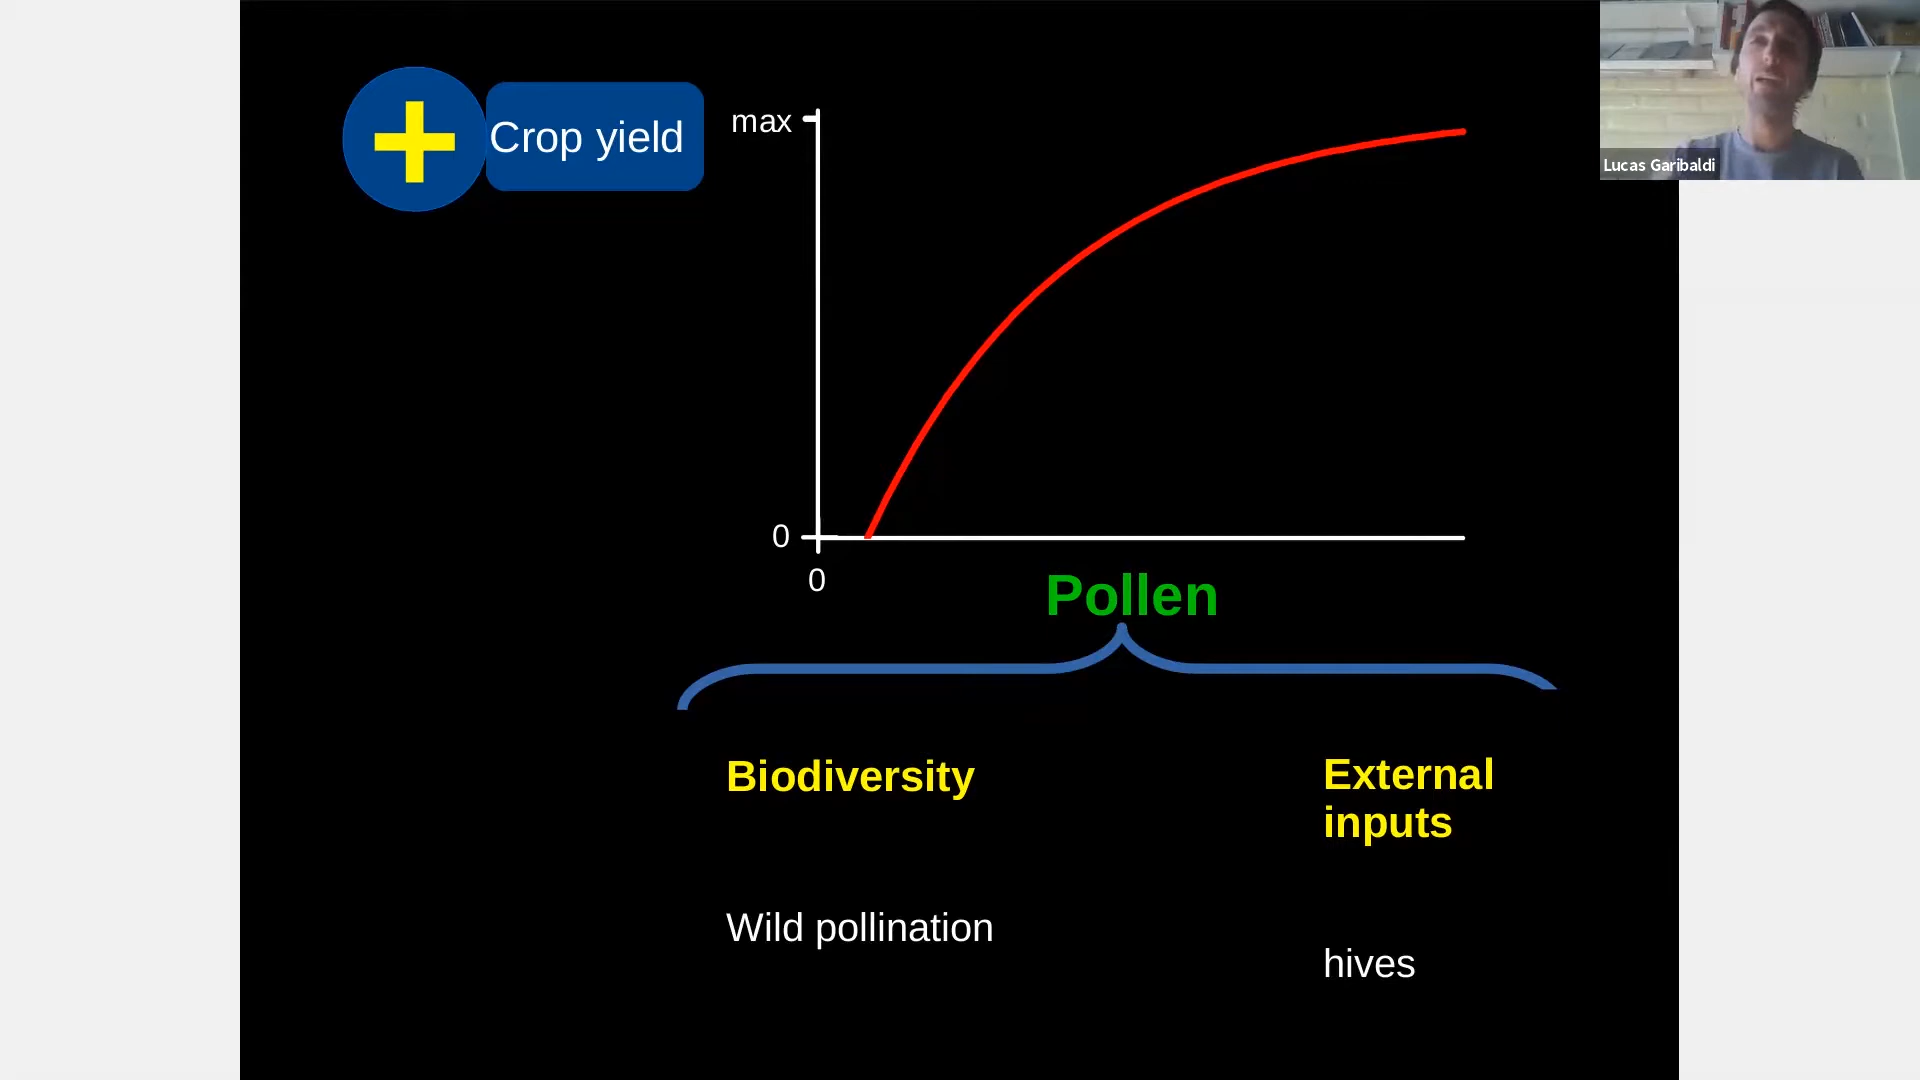 Crop yield
max
0
0
Pollen
Biodiversity
External
inputs
Wild pollination
hives
Lucas Garibaldi